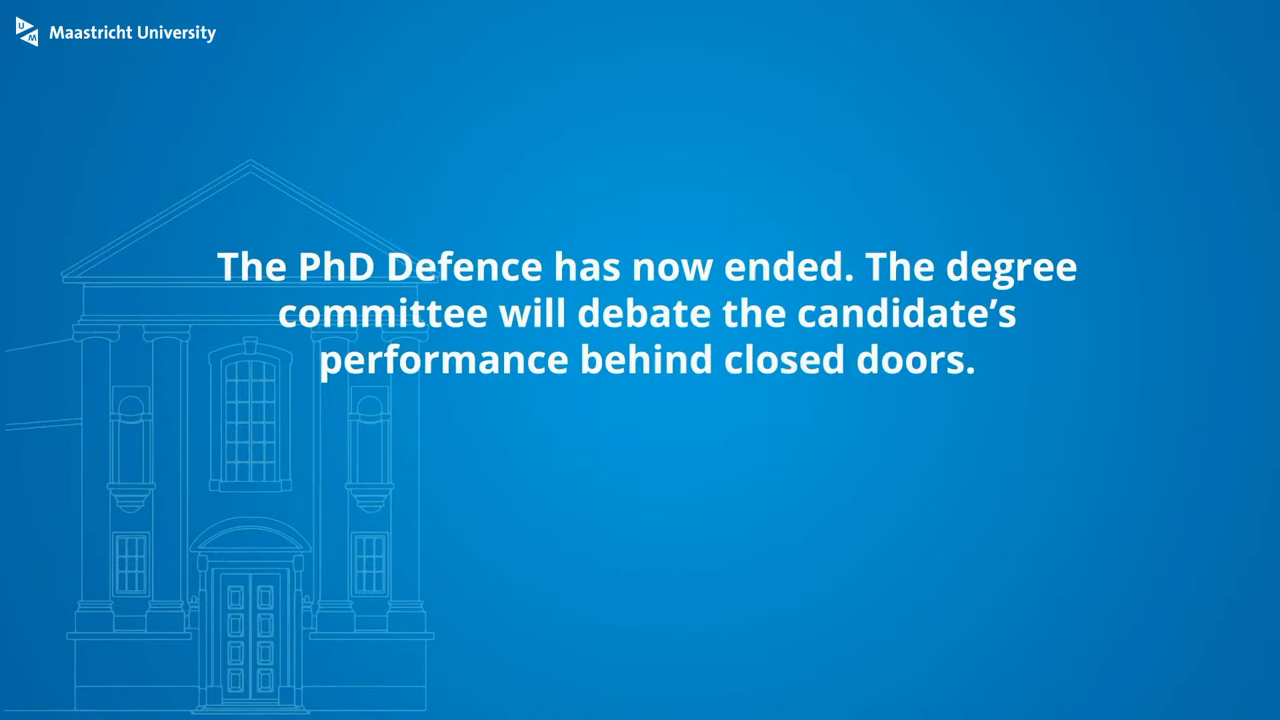 U
M
Maastricht University
The PhD Defence has now ended. The degree
committee will debate the candidate’s
performance behind closed doors.